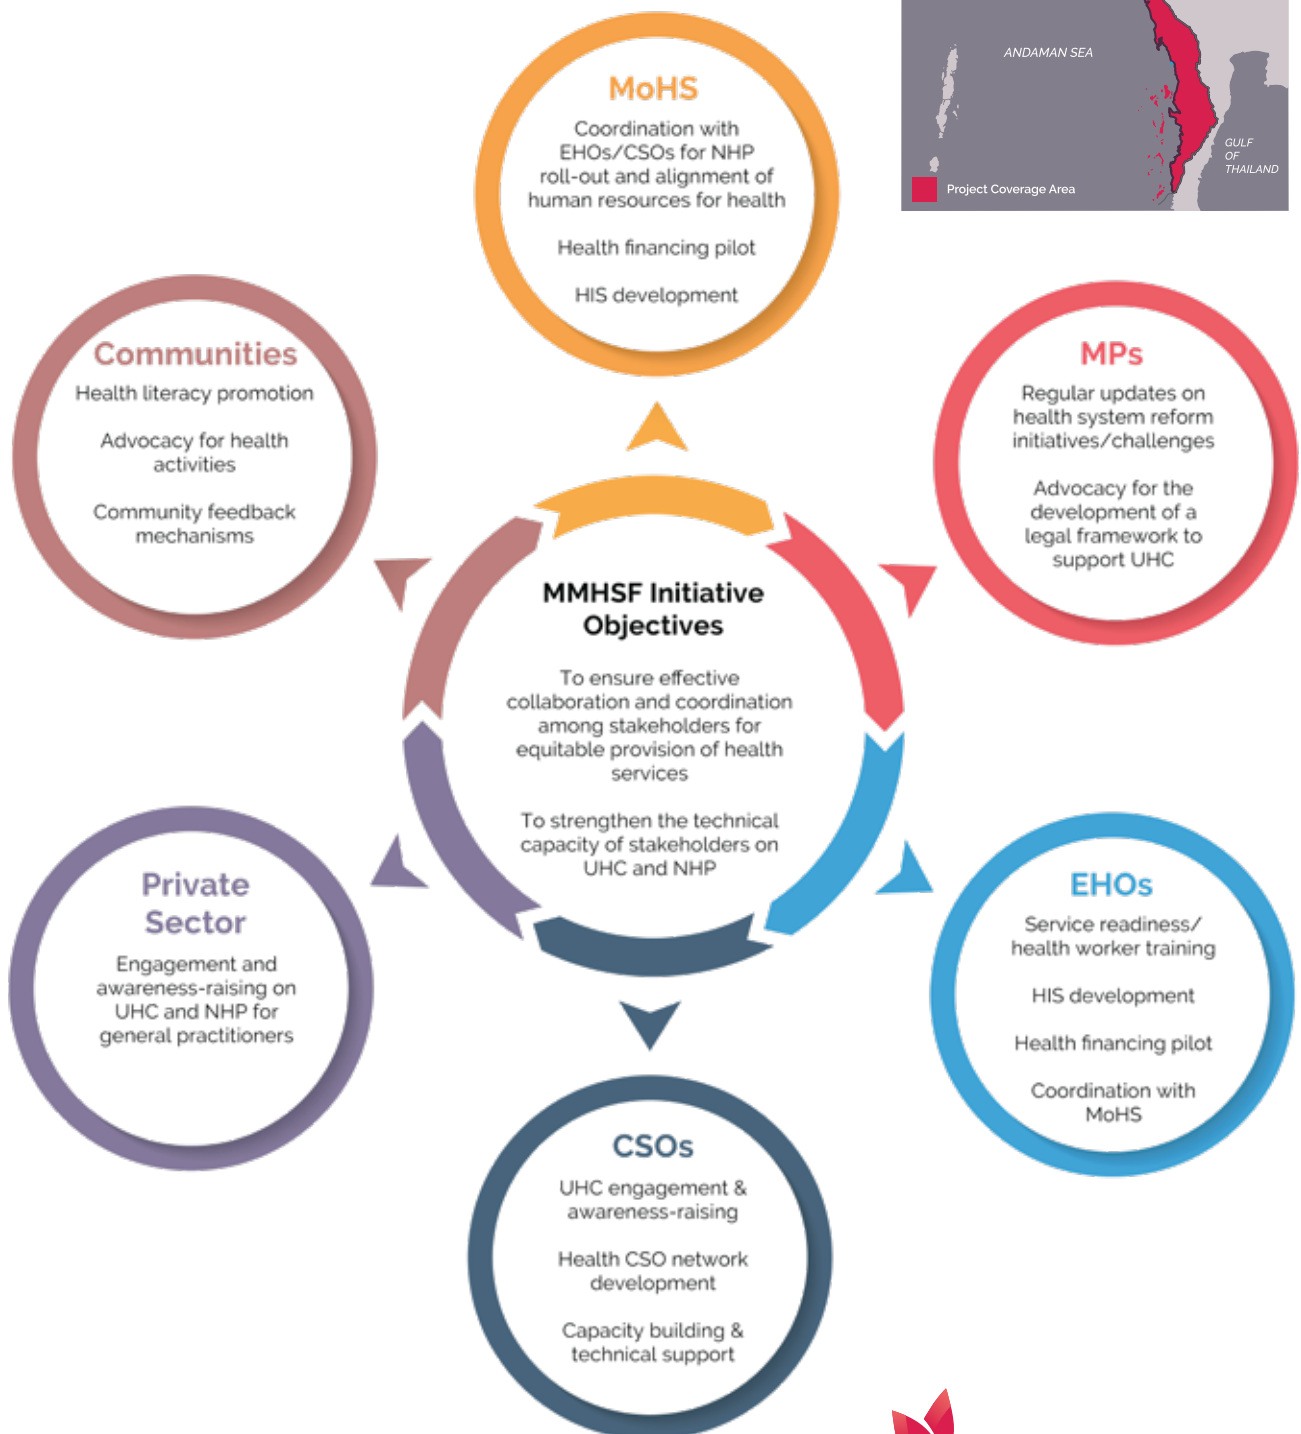 ANDAMAN SEA
GULF
OF
THAILAND
Project Coverage Area
MoHS
Coordination with
EHOs/CSOs for NHP
roll-out and alignment of
human resources for health
Health financing pilot
HIS development
Communities
Health literacy promotion
Advocacy for health
activities
Community feedback
mechanisms
MPs
Regular updates on
health system reform
initiatives/challenges
Advocacy for the
development of a
legal framework to
support UHC
MMHSF Initiative
Objectives
To ensure effective
collaboration and coordination
among stakeholders for
equitable provision of health
services
To strengthen the technical
capacity of stakeholders on
UHC and NHP
Private
Sector
Engagement and
awareness-raising on
UHC and NHP for
general practitioners
EHOs
Service readiness/
health worker training
HIS development
Health financing pilot
Coordination with
MoHS
CSOs
UHC engagement &
awareness-raising
Health CSO network
development
Capacity building &
technical support